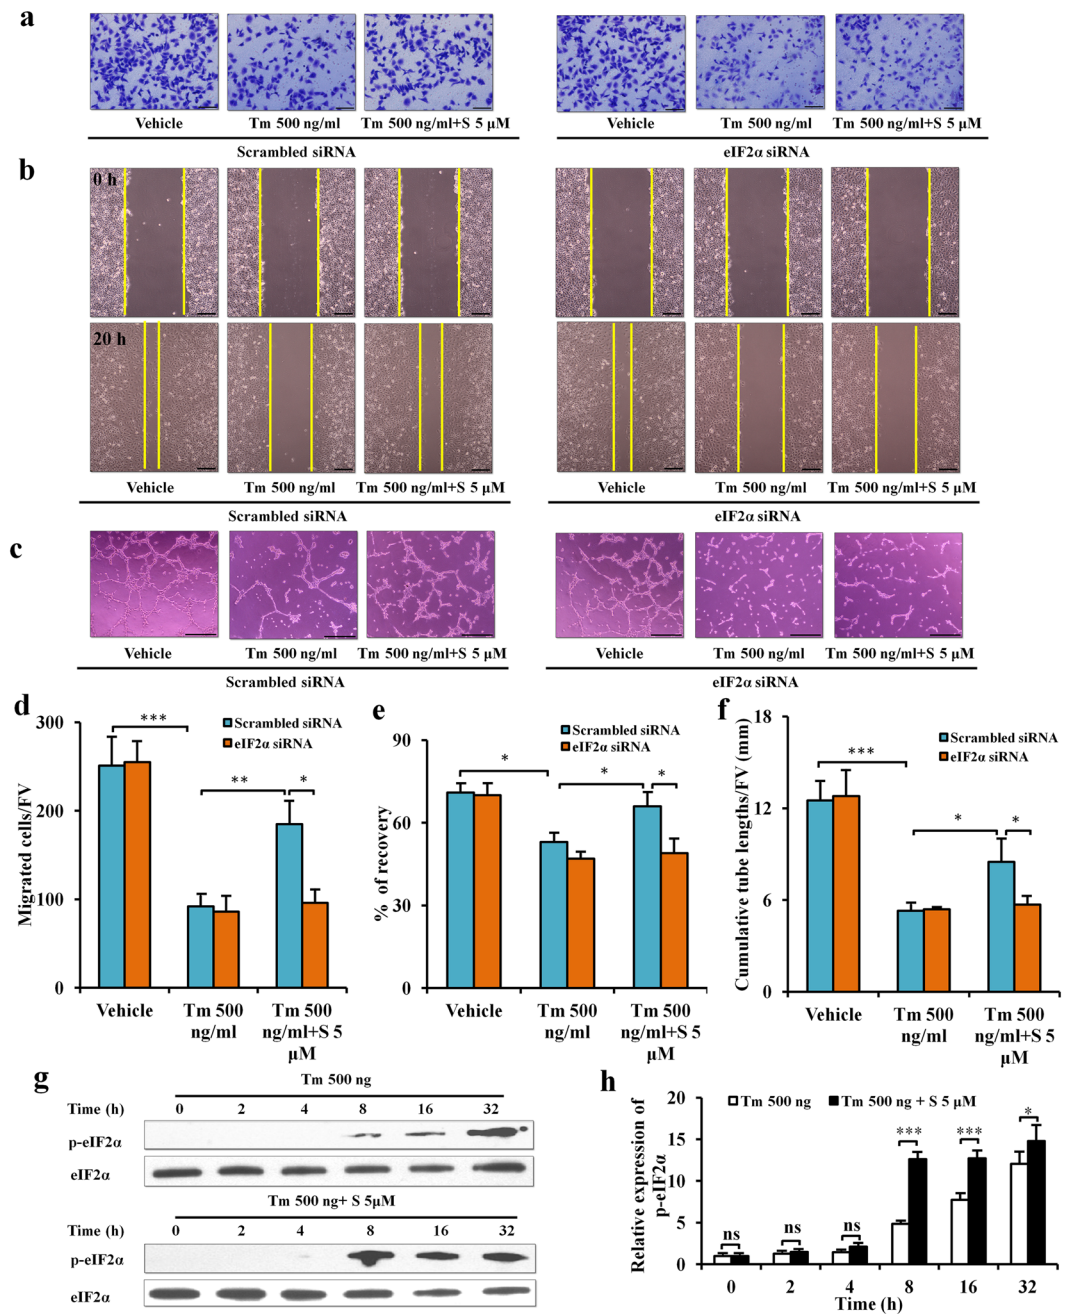 a
Vehicle Tm 500 ng/ml Tm 500 ng/ml+S 5 μM Vehicle Tm 500 ng/ml Tm 500 ng/ml+S 5 μM
Scrambled siRNA eIF2α siRNA
b
0 h
20 h
Vehicle Tm 500 ng/ml Tm 500 ng/ml+S 5 μM Vehicle Tm 500 ng/ml Tm 500 ng/ml+S 5 μM
Scrambled siRNA eIF2α siRNA
c
Vehicle Tm 500 ng/ml Tm 500 ng/ml+S 5 μM Vehicle Tm 500 ng/ml Tm 500 ng/ml+S 5 μM
Scrambled siRNA eIF2α siRNA
d
Migrated cells/FV
300
200
100
0
***
**
*
Scrambled siRNA
eIF2α siRNA
Vehicle Tm 500 Tm 500
ng/ml ng/ml+S 5
μM
e
% of recovery
90
60
30
0
*
*
*
Scrambled siRNA
eIF2α siRNA
Vehicle Tm 500 Tm 500
ng/ml ng/ml+S 5
μM
f
Cumulative tube lengths/FV (mm)
18
12
6
0
***
*
*
Scrambled siRNA
eIF2α siRNA
Vehicle Tm 500 Tm 500
ng/ml ng/ml+S 5
μM
g
Tm 500 ng
Time (h) 0 2 4 8 16 32
p-eIF2α
eIF2α
Tm 500 ng+ S 5μM
Time (h) 0 2 4 8 16 32
p-eIF2α
eIF2α
h
Relative expression of
p-eIF2α
20
15
10
5
0
Tm 500 ng Tm 500 ng + S 5 μM
ns ns ns *** *** *
0 2 4 8 16 32
Time (h)